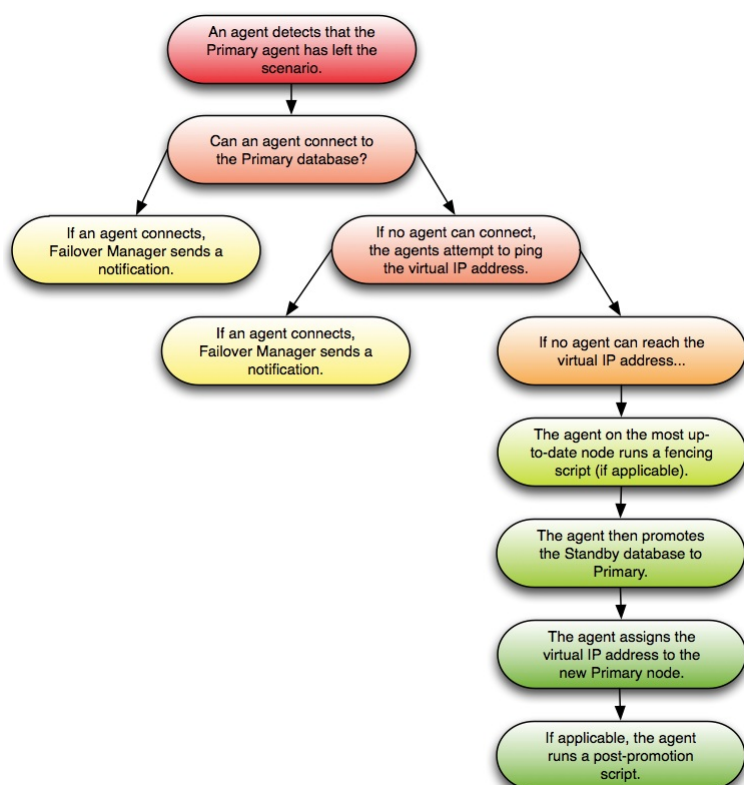 An agent detects that the
Primary agent has left the
scenario.
Can an agent connect to
the Primary database?
If an agent connects,
Failover Manager sends a
notification.
If no agent can connect,
the agents attempt to ping
the virtual IP address.
If an agent connects,
Failover Manager sends a
notification.
If no agent can reach the
virtual IP address...
The agent on the most up-
to-date node runs a fencing
script (if applicable).
The agent then promotes
the Standby database to
Primary.
The agent assigns the
virtual IP address to the
new Primary node.
If applicable, the agent
runs a post-promotion
script.